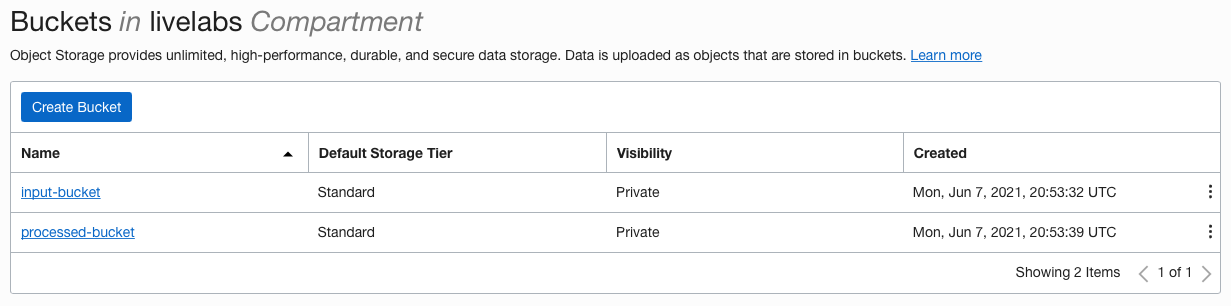 Buckets in livelabs Compartment
Object Storage provides unlimited, high-performance, durable, and secure data storage. Data is uploaded as objects that are stored in buckets. Learn more
Create Bucket
Name Default Storage Tier Visibility Created
input-bucket Standard Private Mon, Jun 7, 2021, 20:53:32 UTC
processed-bucket Standard Private Mon, Jun 7, 2021, 20:53:39 UTC
Showing 2 Items 1 of 1